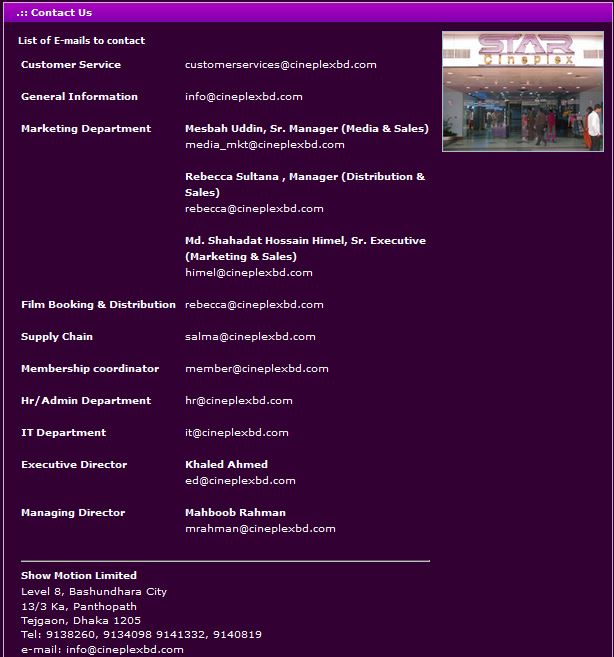 .:: Contact Us
List of E-mails to contact
STAR
Cineplex
Customer Service customerservices@cineplexbd.com
General Information info@cineplexbd.com
Marketing Department Mesbah Uddin, Sr. Manager (Media & Sales)
media_mkt@cineplexbd.com
Rebecca Sultana , Manager (Distribution &
Sales)
rebecca@cineplexbd.com
Md. Shahadat Hossain Himel, Sr. Executive
(Marketing & Sales)
himel@cineplexbd.com
Film Booking & Distribution rebecca@cineplexbd.com
Supply Chain salma@cineplexbd.com
Membership coordinator member@cineplexbd.com
Hr/Admin Department hr@cineplexbd.com
IT Department it@cineplexbd.com
Executive Director Khaled Ahmed
ed@cineplexbd.com
Managing Director Mahboob Rahman
mrahman@cineplexbd.com
Show Motion Limited
Level 8, Bashundhara City
13/3 Ka, Panthopath
Tejgaon, Dhaka 1205
Tel: 9138260, 9134098 9141332, 9140819
e-mail: info@cineplexbd.com